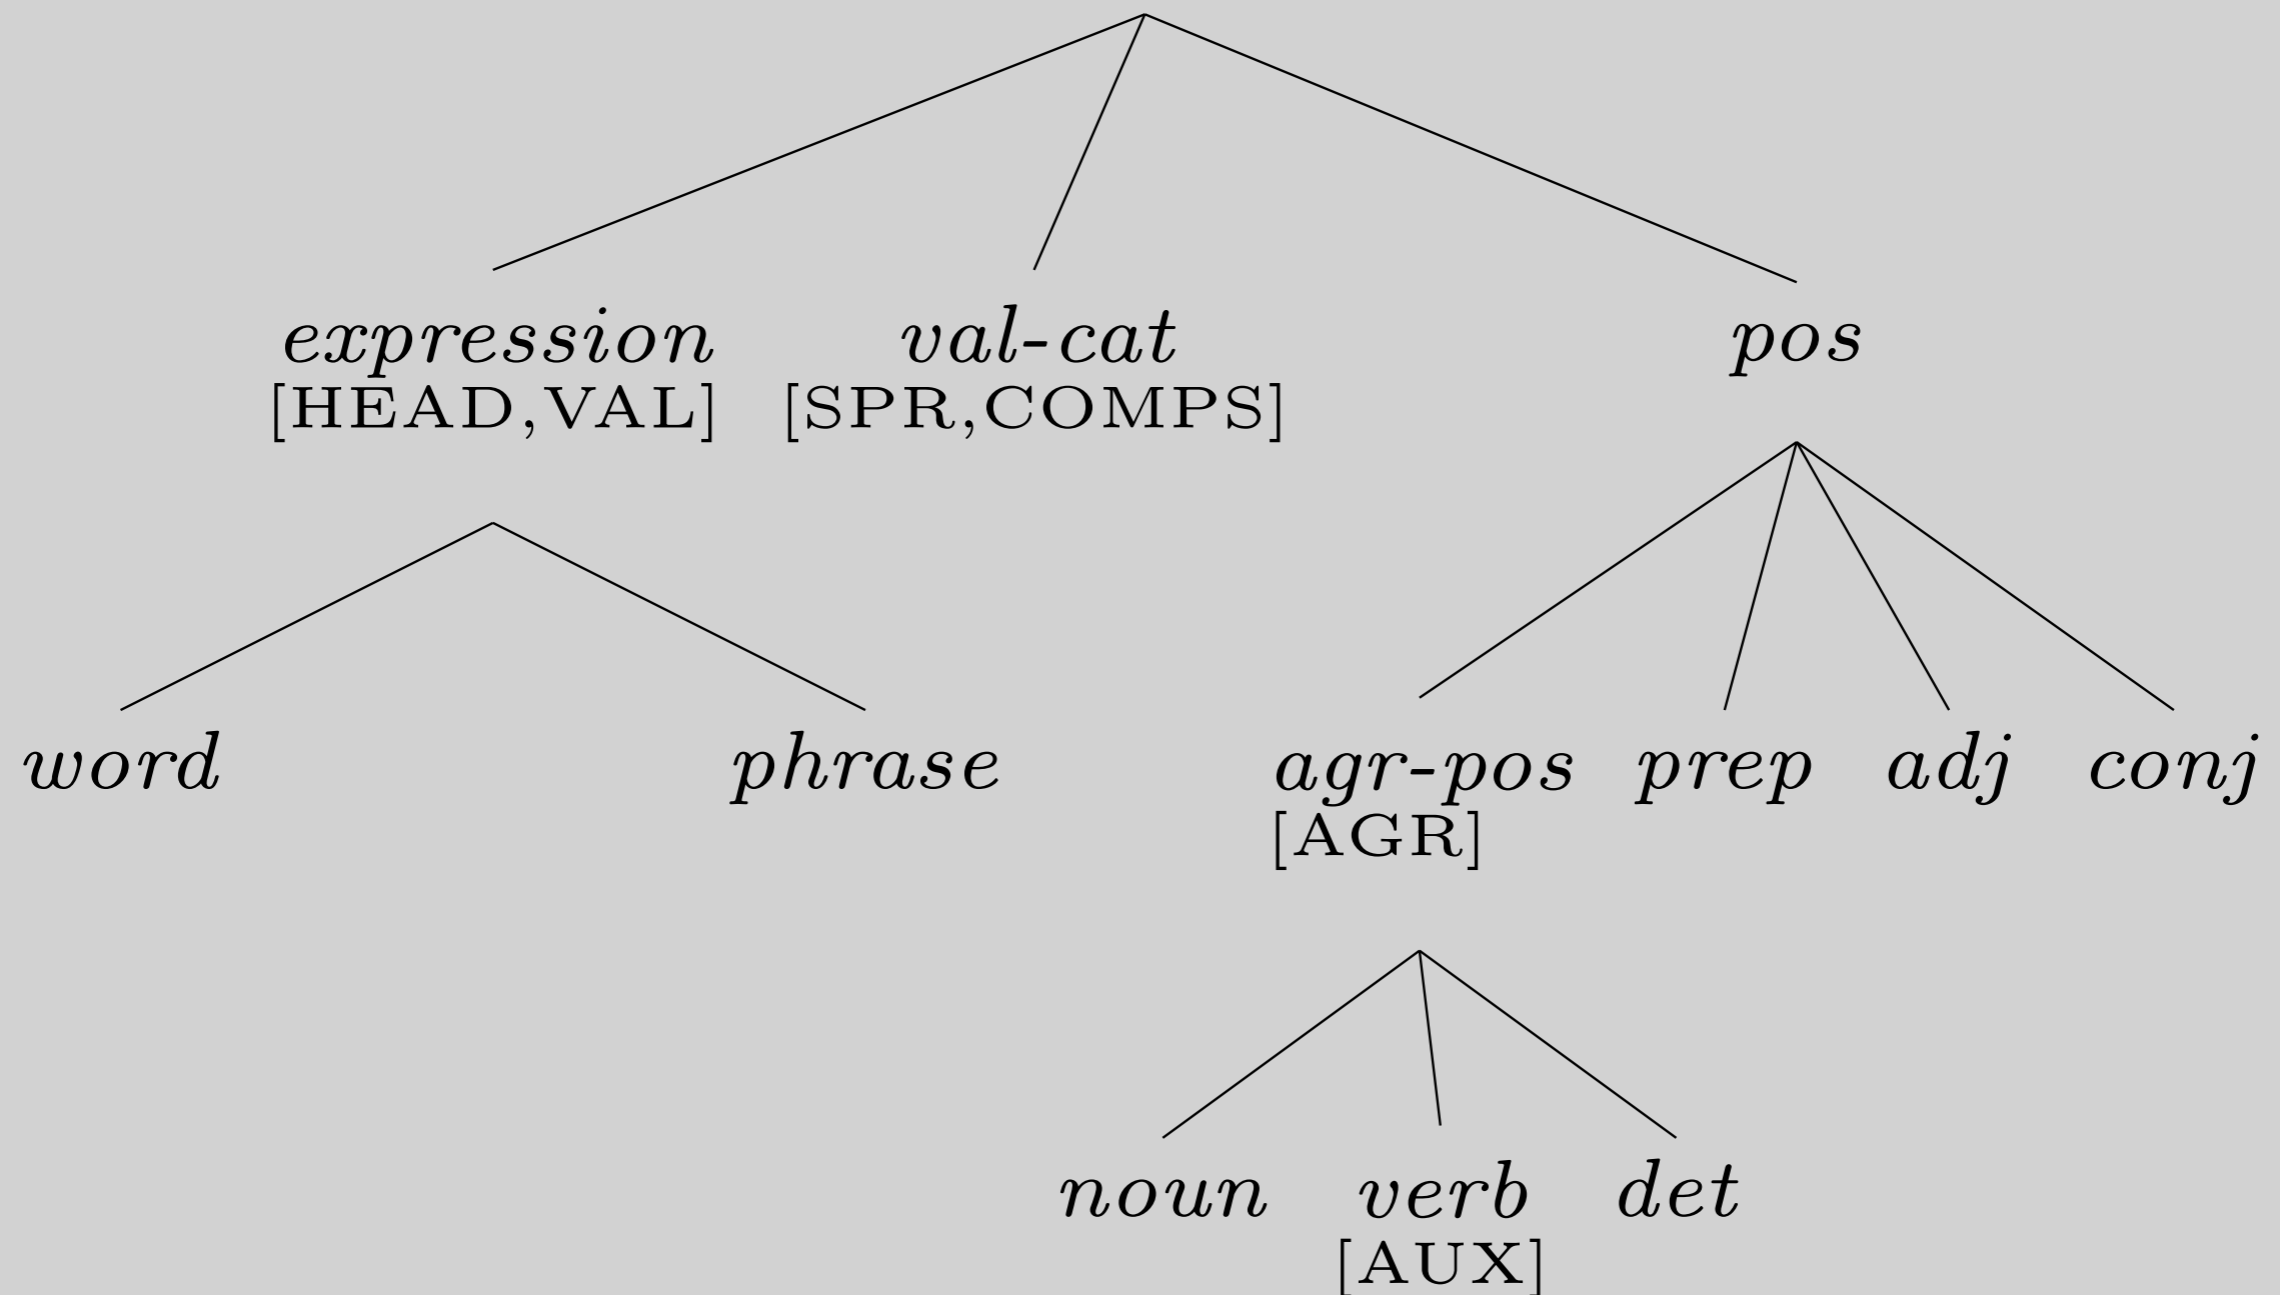 expression val-cat pos
[HEAD,VAL] [SPR,COMPS]
word phrase agr-pos prep adj conj
[AGR]
noun verb det
[AUX]